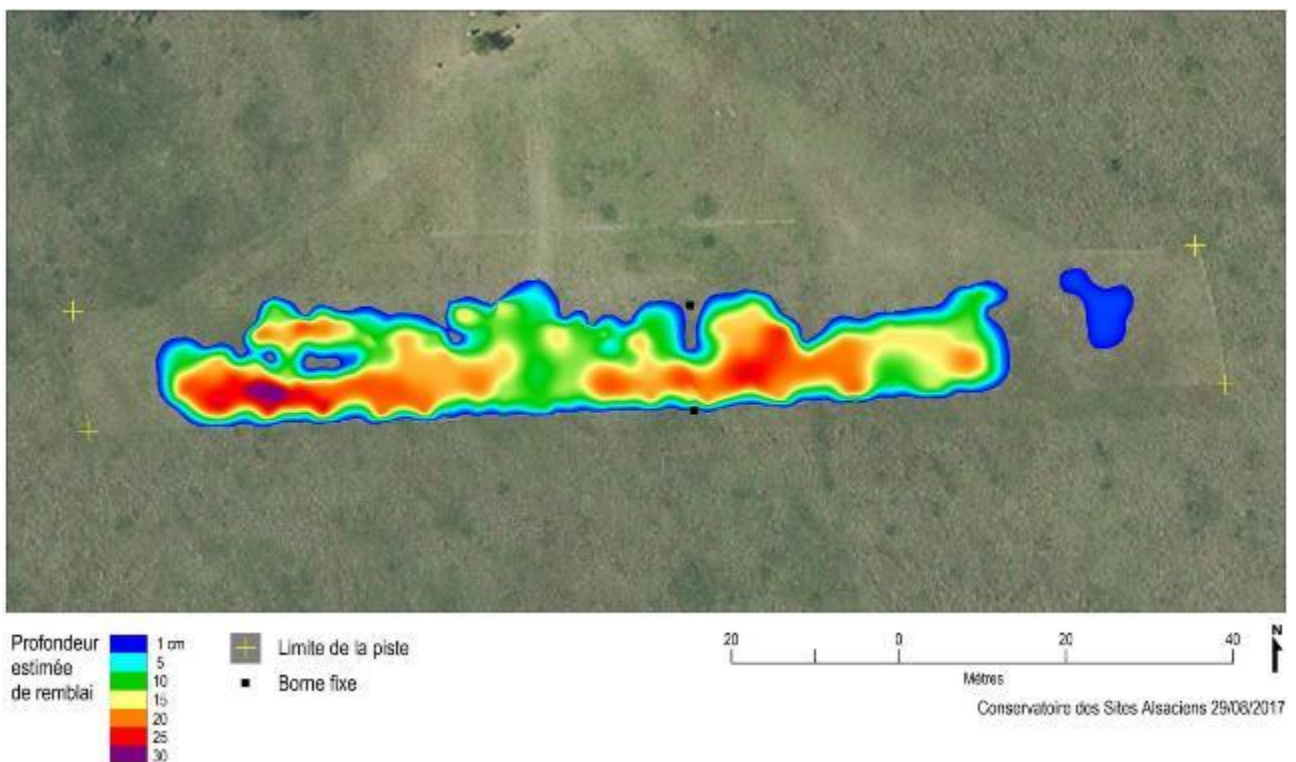 Profondeur
estimée
de remblai
1 cm
5
10
15
20
25
30
Limite de la piste
Borne fixe
20 0 20 40
Mètres
N
Conservatoire des Sites Alsaciens 29/08/2017